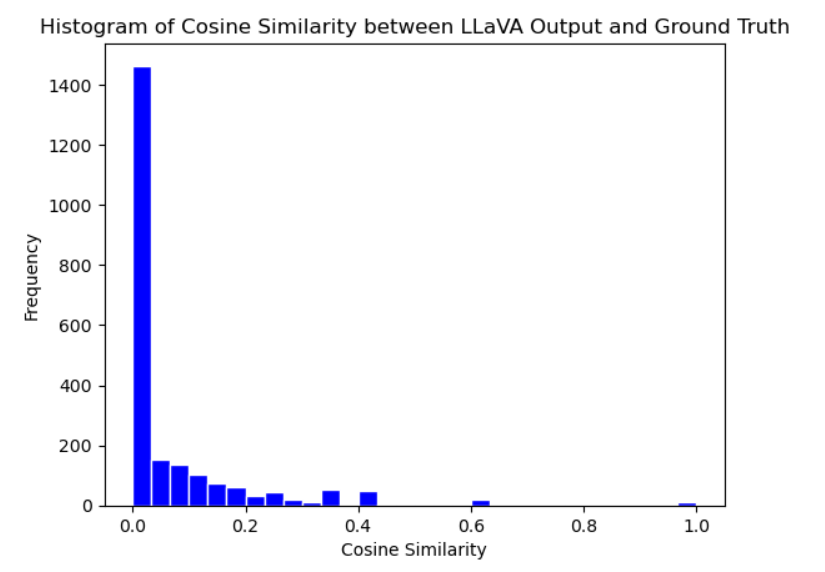 Histogram of Cosine Similarity between LLaVA Output and Ground Truth
1400
1200
1000
800
600
400
200
0
Frequency
0.0 0.2 0.4 0.6 0.8 1.0
Cosine Similarity